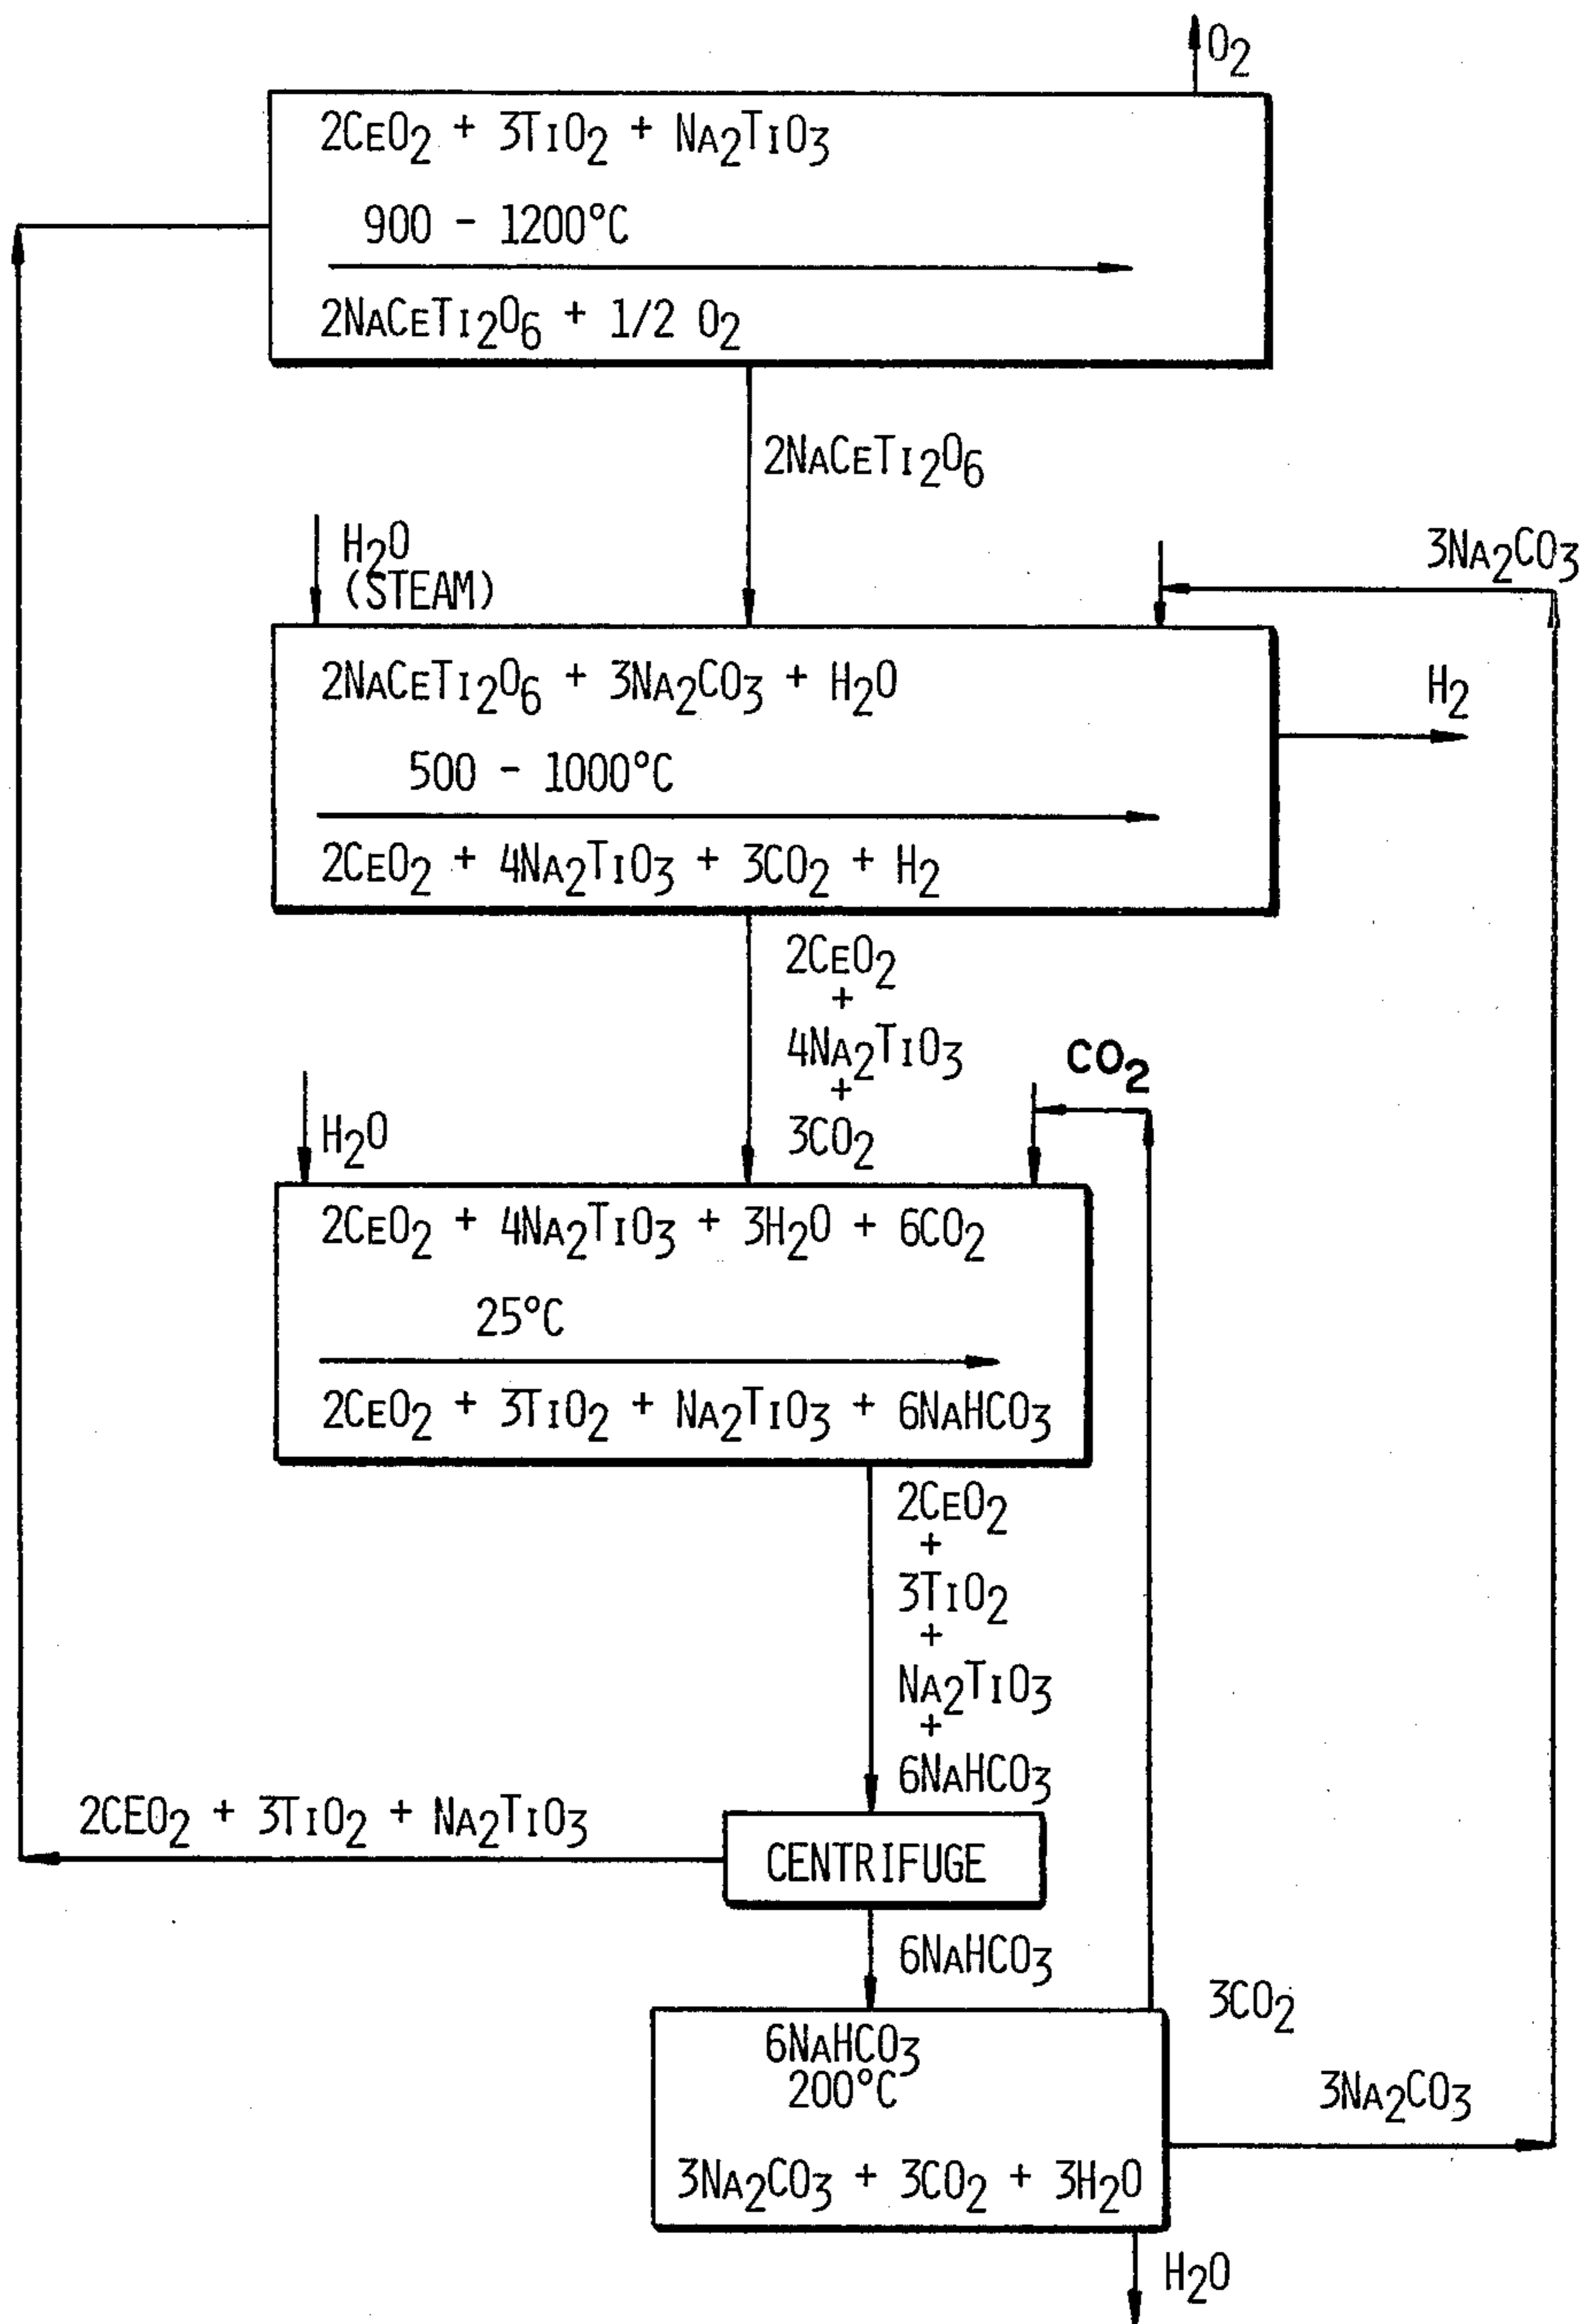 O2
2CeO2 + 3TiO2 + Na2TiO3
900 - 1200°C
2NaCeTi2O6 + 1/2 O2
2NaCeTi2O6
H2O
(STEAM)
3Na2CO3
2NaCeTi2O6 + 3Na2CO3 + H2O
H2
500 - 1000°C
2CeO2 + 4Na2TiO3 + 3CO2 + H2
2CeO2
+
4Na2TiO3
+
3CO2
CO2
H2O
2CeO2 + 4Na2TiO3 + 3H2O + 6CO2
25°C
2CeO2 + 3TiO2 + Na2TiO3 + 6NaHCO3
2CeO2
+
3TiO2
+
Na2TiO3
+
6NaHCO3
2CEO2 + 3TiO2 + Na2TiO3
CENTRIFUGE
6NaHCO3
3CO2
6NaHCO3
200°C
3Na2CO3
3Na2CO3 + 3CO2 + 3H2O
H2O